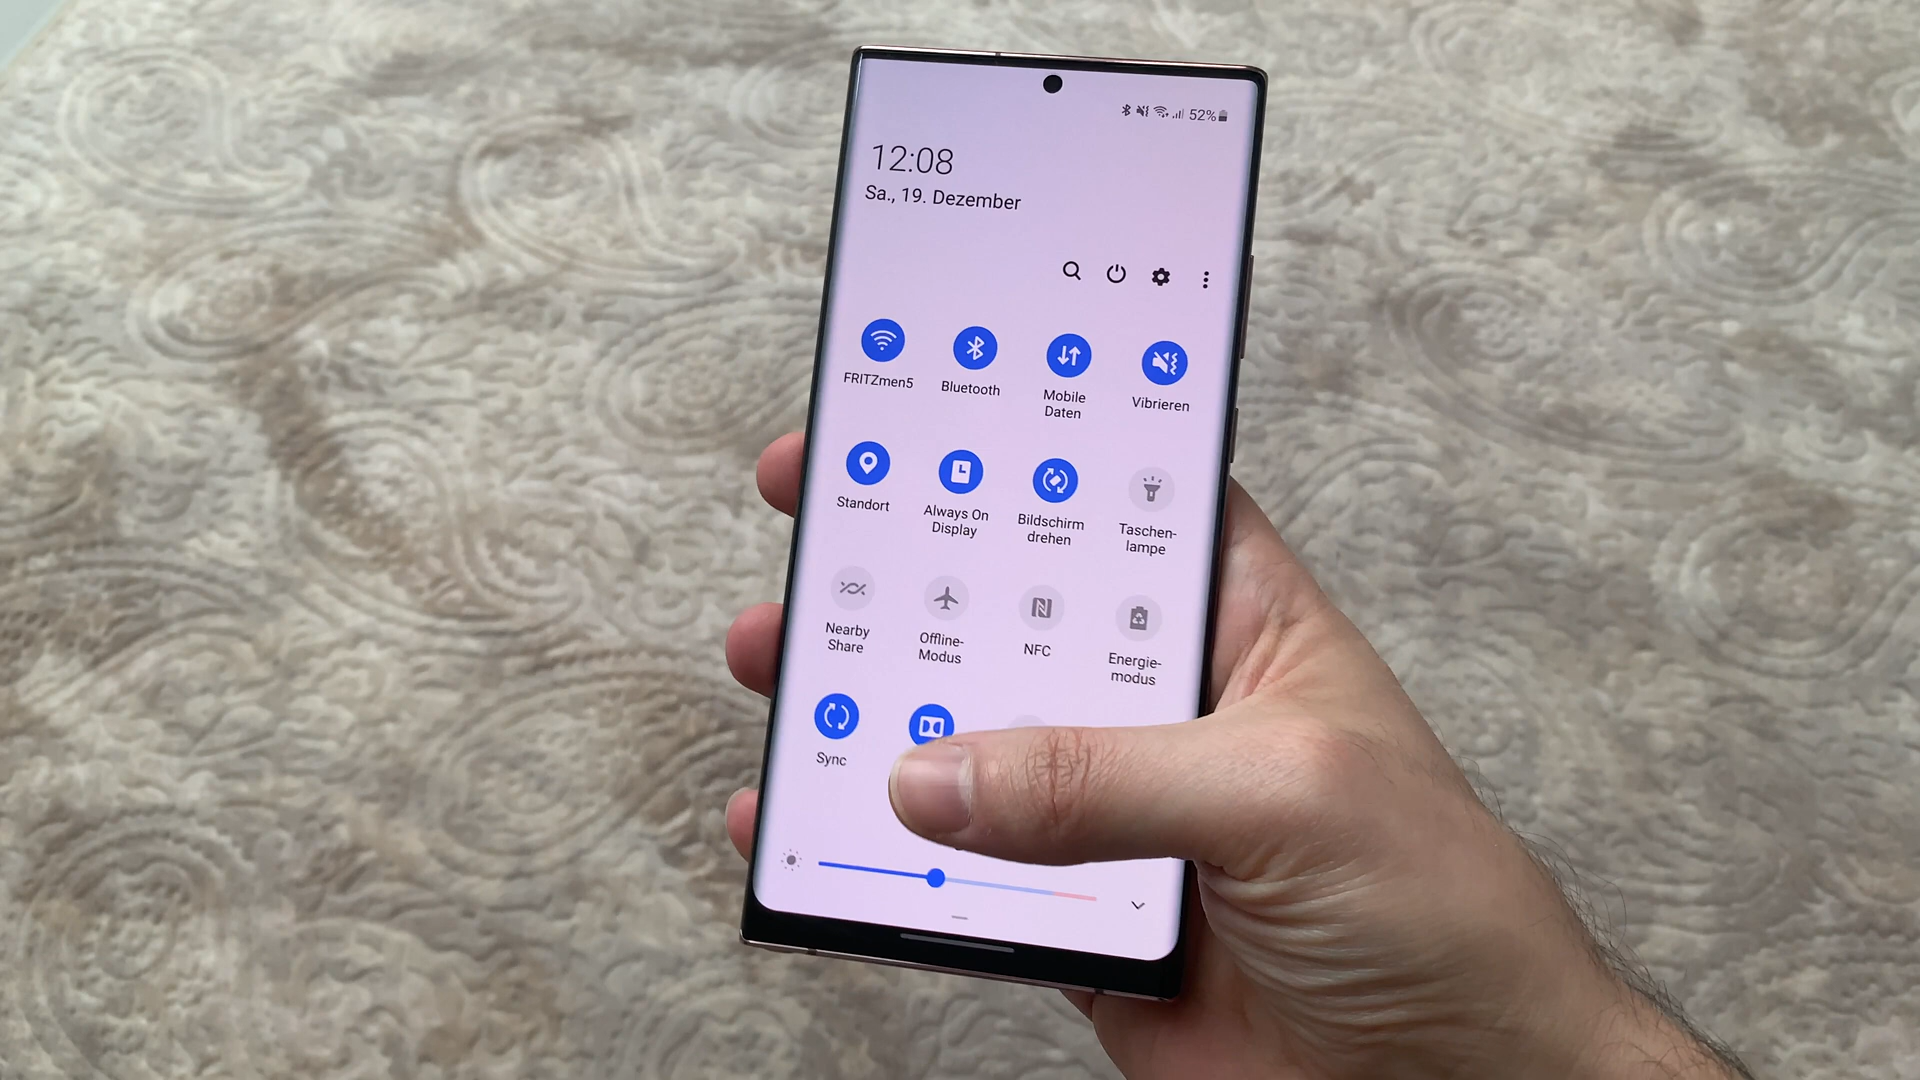 52%
12:08
Sa., 19. Dezember
FRITZmen5
Bluetooth
Mobile
Daten
Vibrieren
Standort
Always On
Display
Bildschirm
drehen
Taschen-
lampe
Nearby
Share
Offline-
Modus
NFC
Energie-
modus
Sync